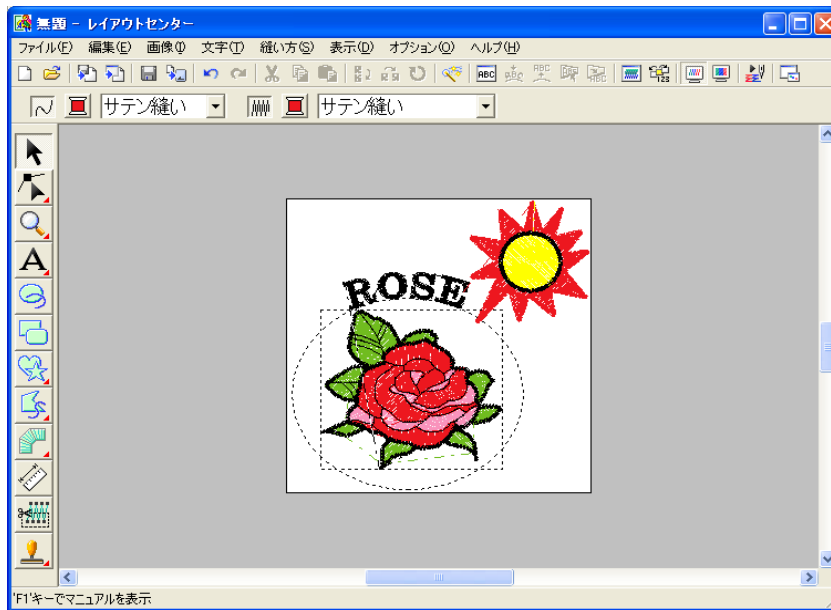 無題 - レイアウトセンター
ファイル(F) 編集(E) 画像(I) 文字(T) 縫い方(S) 表示(D) オプション(O) ヘルプ(H)
ABC
サテン縫い サテン縫い
A
ROSE
'F1'キーでマニュアルを表示